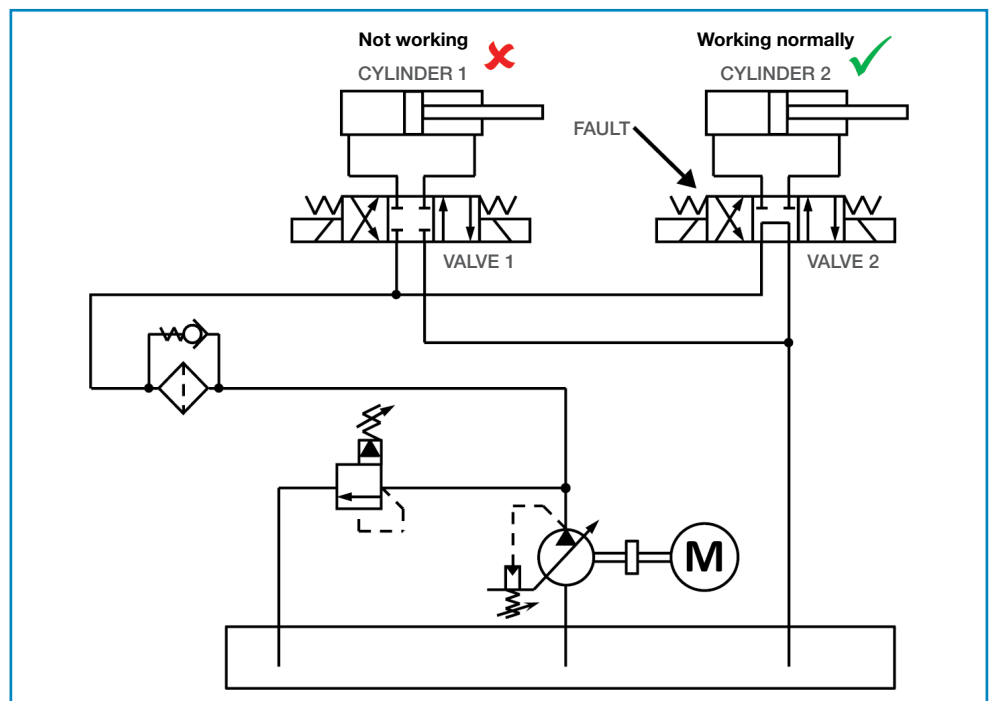 Not working
CYLINDER 1
Working normally
CYLINDER 2
FAULT
VALVE 1
VALVE 2
M